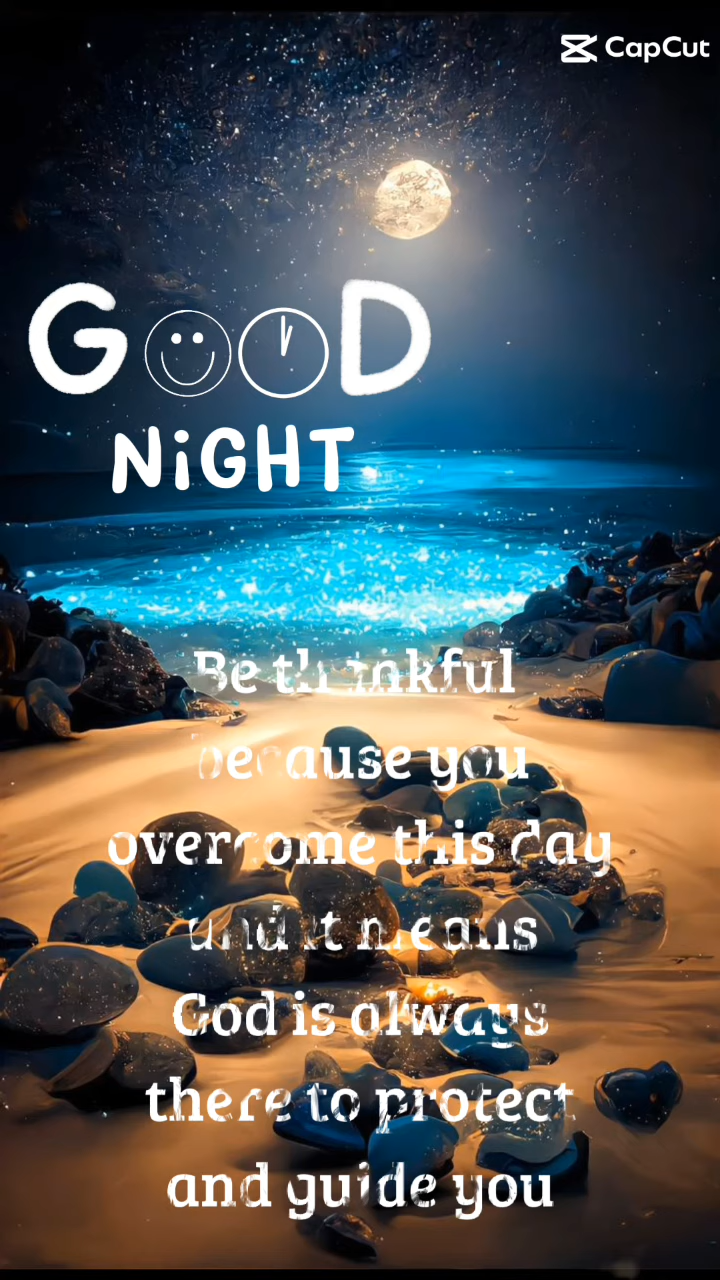 CapCut
GOOD
NiGHT
Be thankful
because you
overcome this day
and it means
God is always
there to protect
and guide you